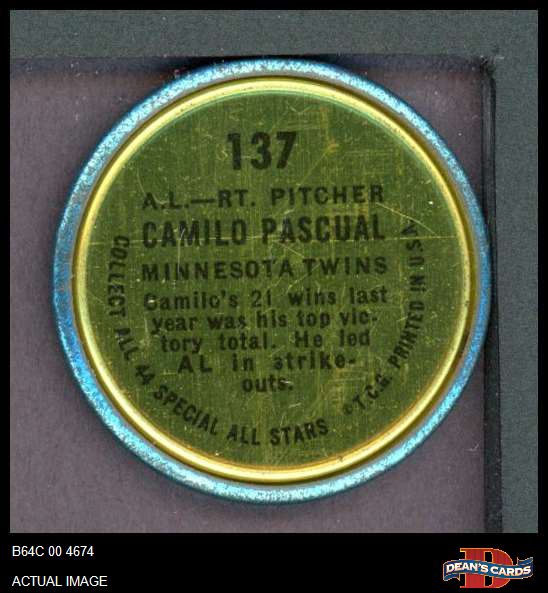 137
A.L.—RT. PITCHER
CAMILO PASCUAL
MINNESOTA TWINS
Camilo's 21 wins last
year was his top vic-
tory total. He led
AL in strike-
outs.
COLLECT ALL 44 SPECIAL ALL STARS
©T.C.G. PRINTED IN USA
B64C 00 4674
ACTUAL IMAGE
D
DEAN'S CARDS